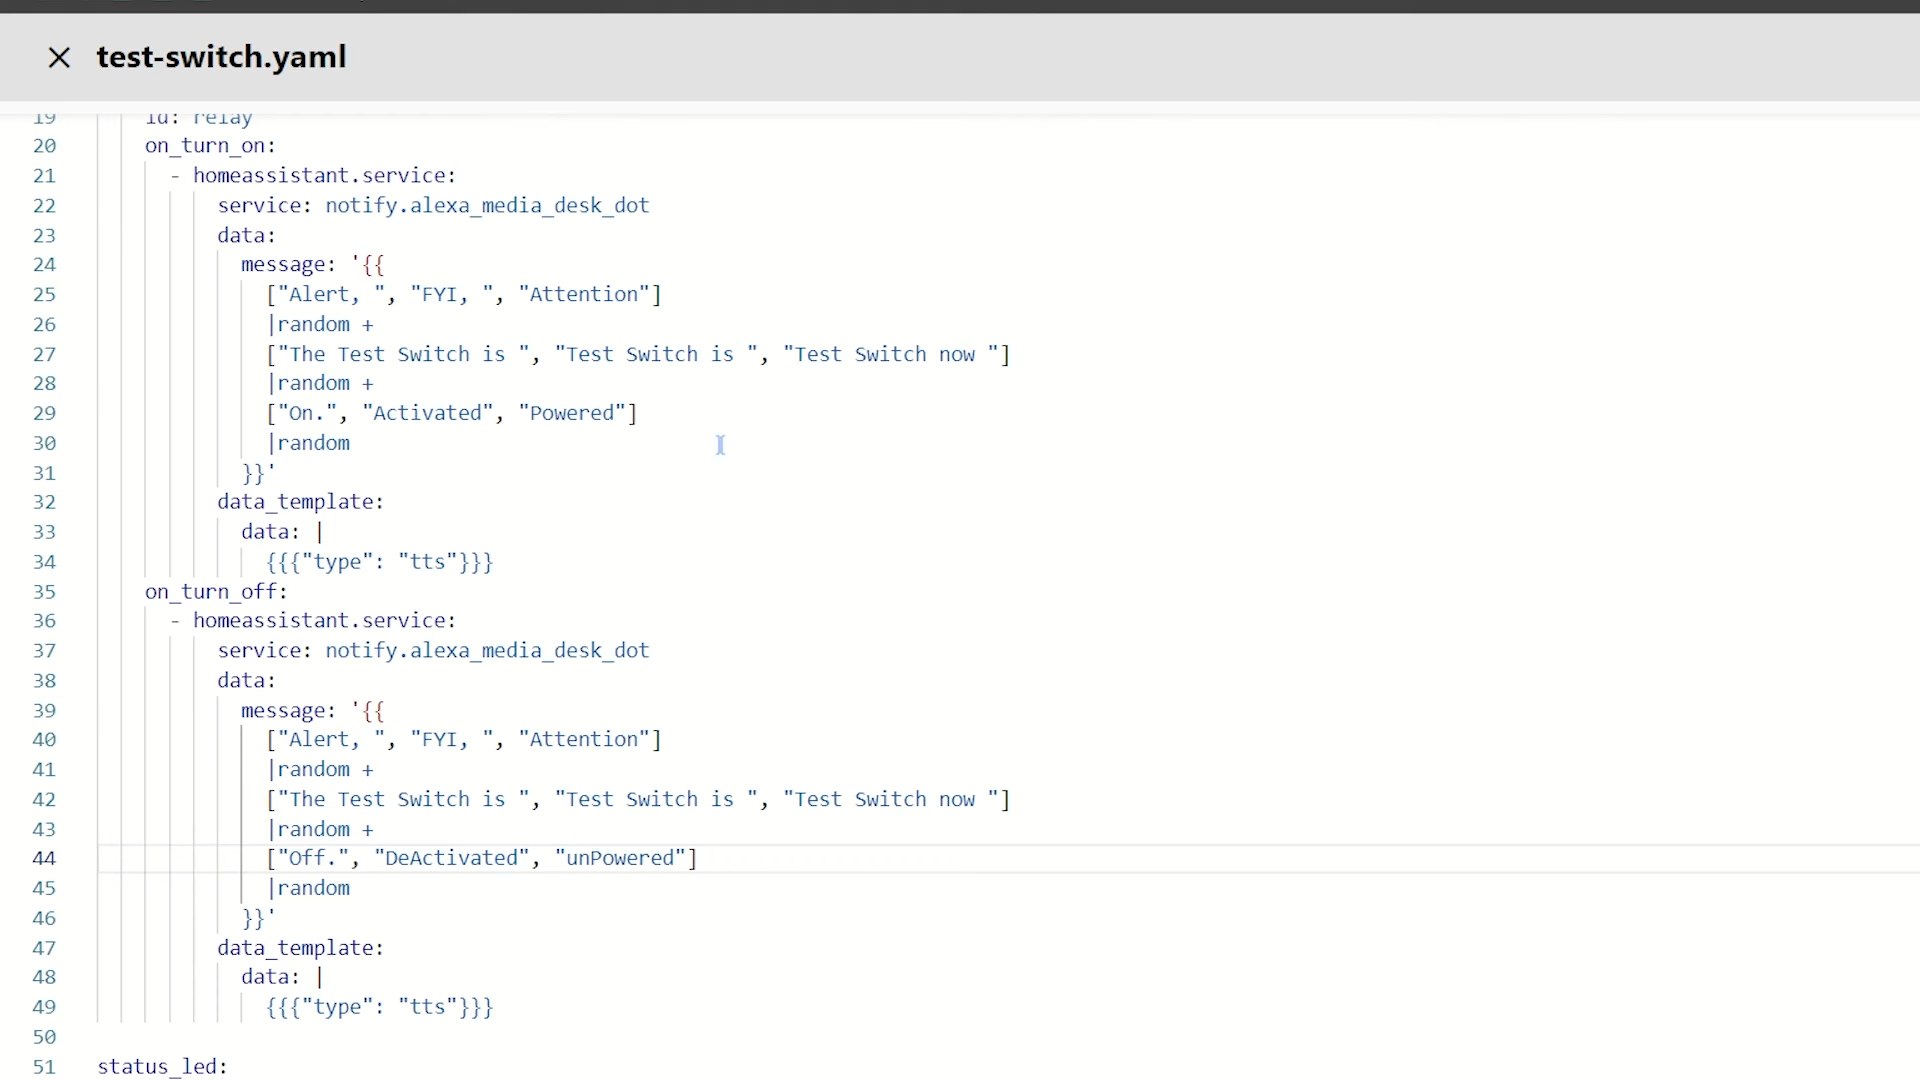 test-switch.yaml
19 id: relay
20 on_turn_on:
21 - homeassistant.service:
22 service: notify.alexa_media_desk_dot
23 data:
24 message: '{{
25 ["Alert, ", "FYI, ", "Attention"]
26 |random +
27 ["The Test Switch is ", "Test Switch is ", "Test Switch now "]
28 |random +
29 ["On.", "Activated", "Powered"]
30 |random
31 }}'
32 data_template:
33 data: |
34 {{{"type": "tts"}}}
35 on_turn_off:
36 - homeassistant.service:
37 service: notify.alexa_media_desk_dot
38 data:
39 message: '{{
40 ["Alert, ", "FYI, ", "Attention"]
41 |random +
42 ["The Test Switch is ", "Test Switch is ", "Test Switch now "]
43 |random +
44 ["Off.", "DeActivated", "unPowered"]
45 |random
46 }}'
47 data_template:
48 data: |
49 {{{"type": "tts"}}}
50
51 status_led: